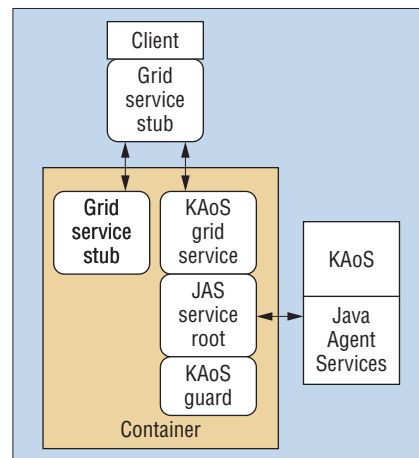 Client
Grid
service
stub
Grid
service
stub
KAoS
grid
service
JAS
service
root
KAoS
guard
Container
KAoS
Java
Agent
Services